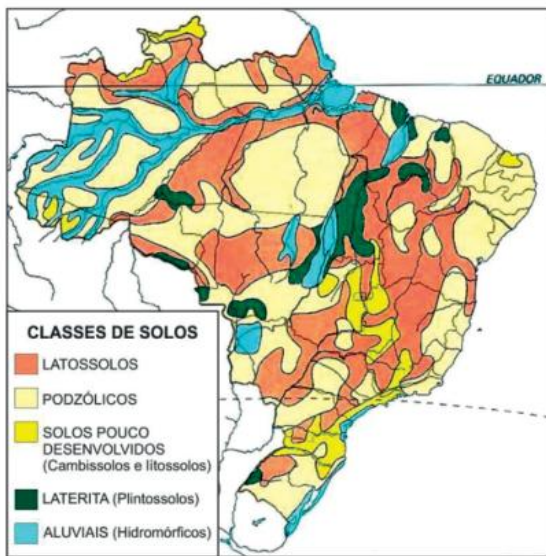 EQUADOR
CLASSES DE SOLOS
LATOSSOLOS
PODZÓLICOS
SOLOS POUCO
DESENVOLVIDOS
(Cambissolos e litossolos)
LATERITA (Plintossolos)
ALUVIAIS (Hidromórficos)